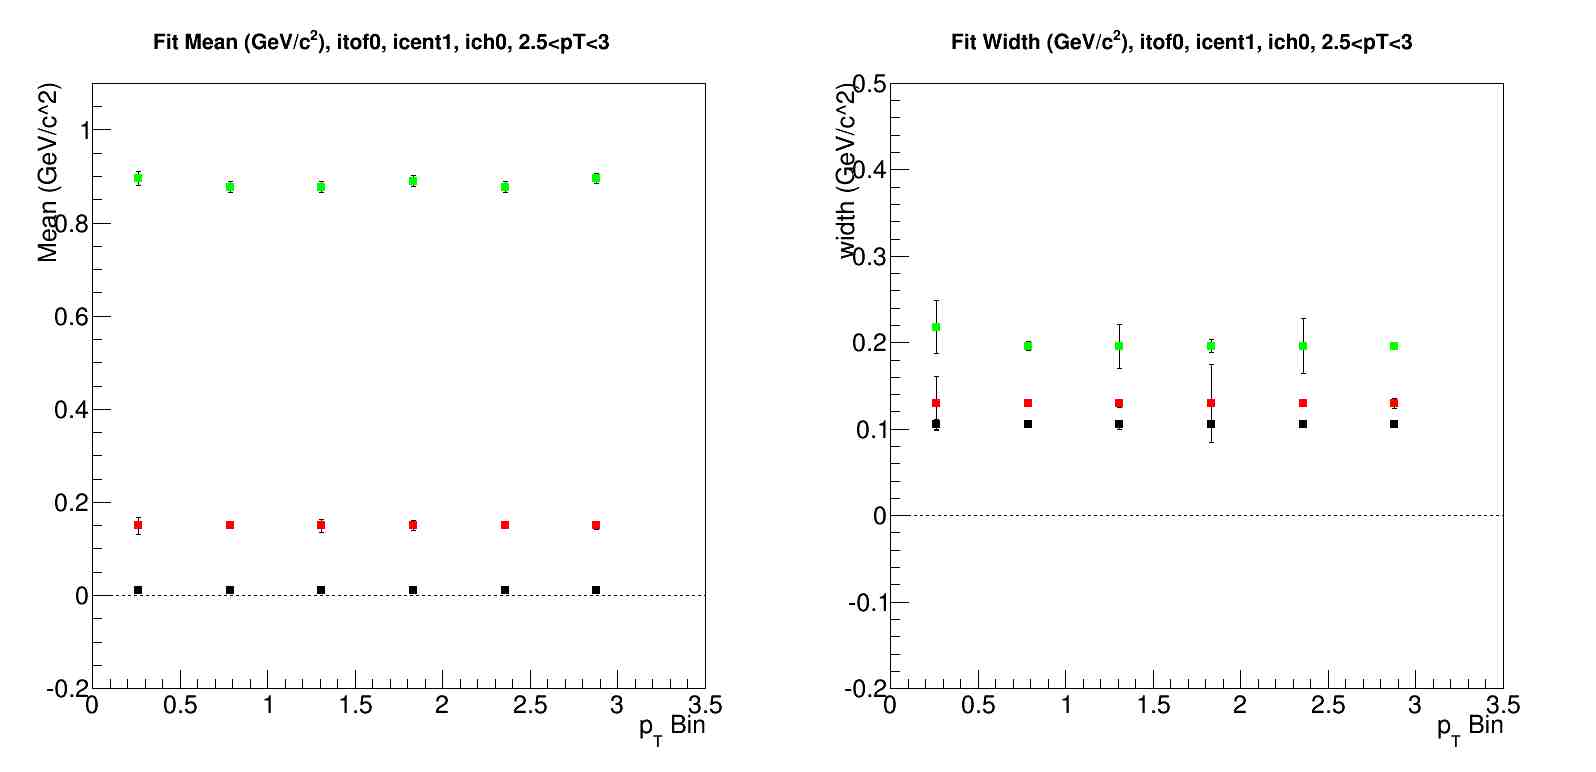 Fit Mean (GeV/c²), itof0, icent1, ich0, 2.5<pT<3
Mean (GeV/c^2)
1
0.8
0.6
0.4
0.2
0
-0.2
0 0.5 1 1.5 2 2.5 3 3.5
p_T Bin
Fit Width (GeV/c²), itof0, icent1, ich0, 2.5<pT<3
width (GeV/c^2)
0.5
0.4
0.3
0.2
0.1
0
-0.1
-0.2
0 0.5 1 1.5 2 2.5 3 3.5
p_T Bin